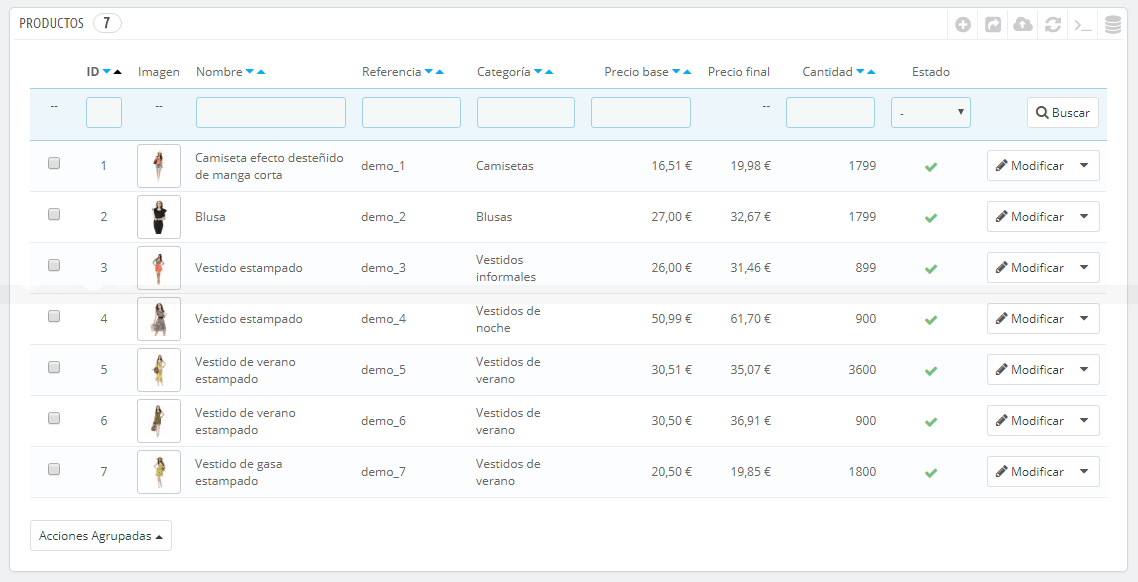 PRODUCTOS 7
ID Imagen Nombre Referencia Categoría Precio base Precio final Cantidad Estado
-- -- -- - Buscar
1 Camiseta efecto desteñido de manga corta demo_1 Camisetas 16,51 € 19,98 € 1799 Modificar
2 Blusa demo_2 Blusas 27,00 € 32,67 € 1799 Modificar
3 Vestido estampado demo_3 Vestidos informales 26,00 € 31,46 € 899 Modificar
4 Vestido estampado demo_4 Vestidos de noche 50,99 € 61,70 € 900 Modificar
5 Vestido de verano estampado demo_5 Vestidos de verano 30,51 € 35,07 € 3600 Modificar
6 Vestido de verano estampado demo_6 Vestidos de verano 30,50 € 36,91 € 900 Modificar
7 Vestido de gasa estampado demo_7 Vestidos de verano 20,50 € 19,85 € 1800 Modificar
Acciones Agrupadas